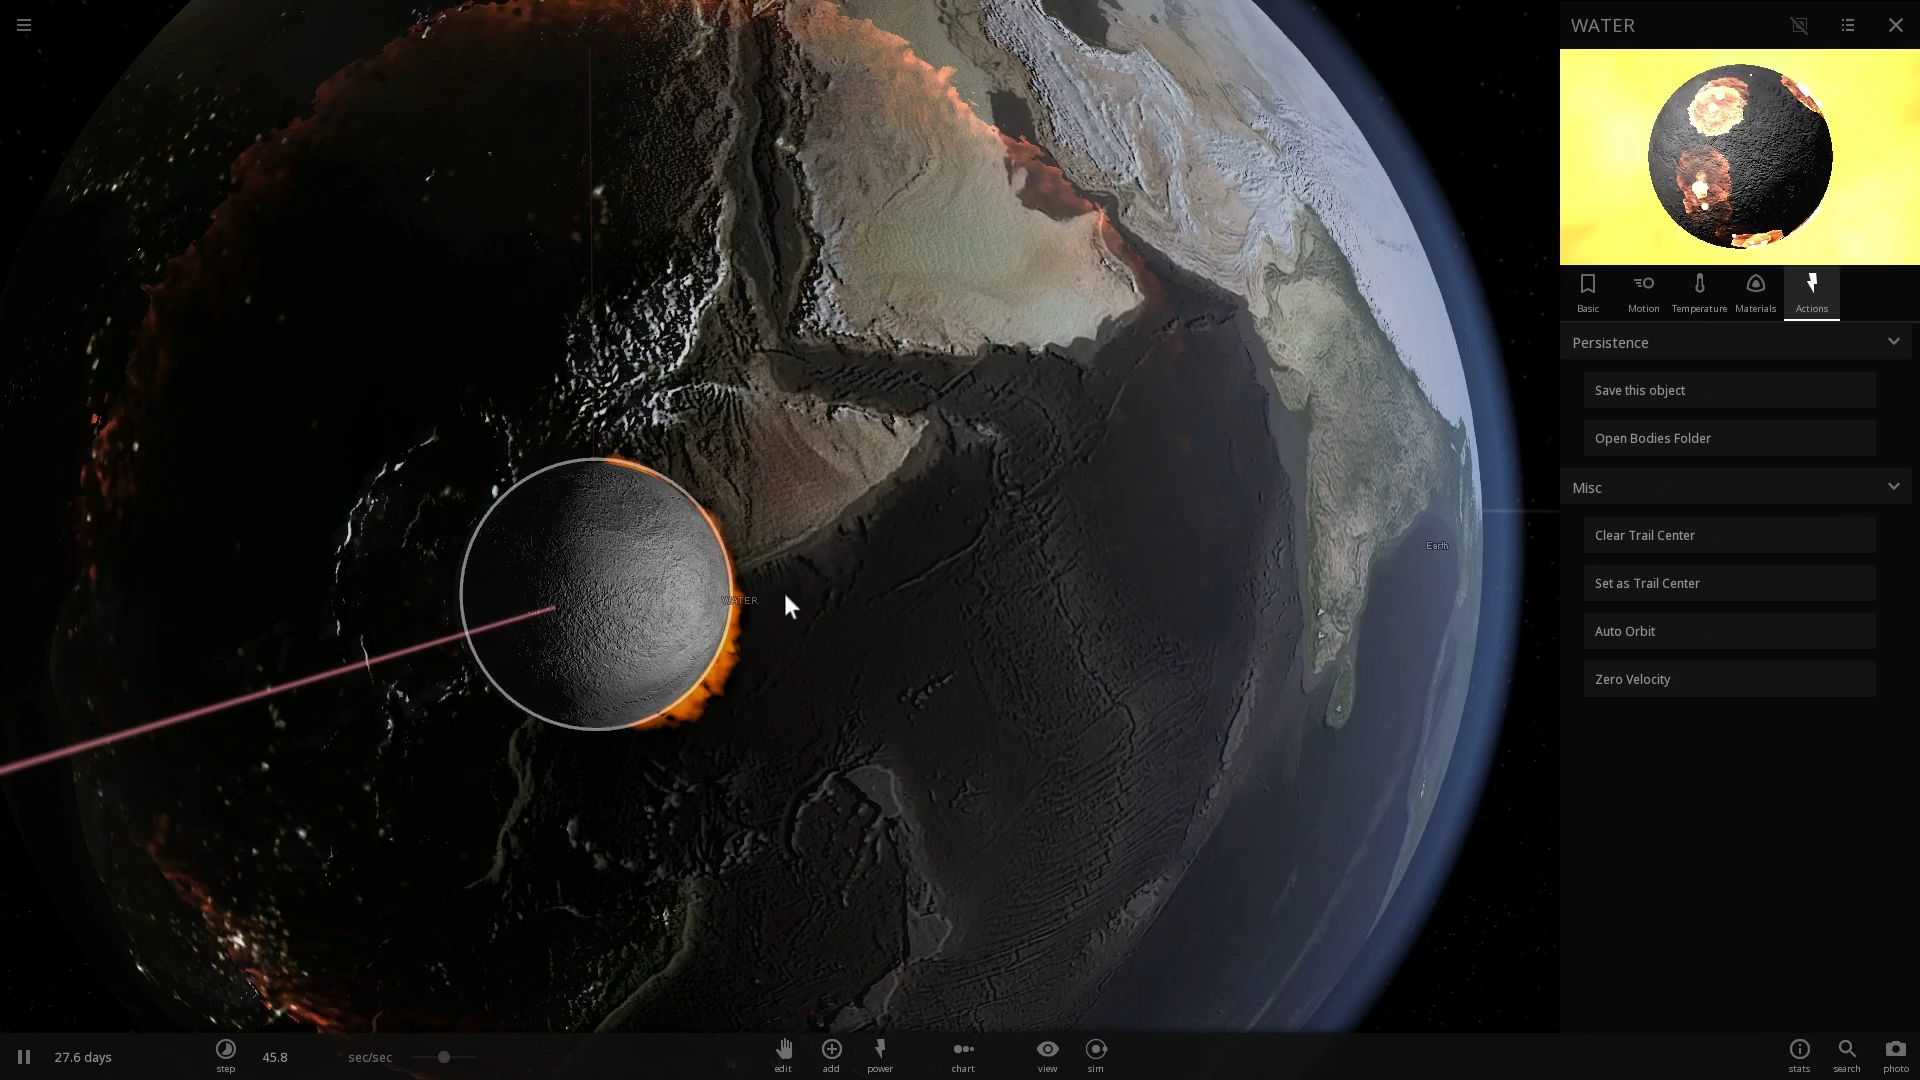 WATER
Basic
Motion
Temperature
Materials
Actions
Persistence
Save this object
Open Bodies Folder
Misc
Clear Trail Center
Set as Trail Center
Auto Orbit
Zero Velocity
Earth
WATER
27.6 days
step
45.8
sec/sec
edit
add
power
chart
view
sim
stats
search
photo